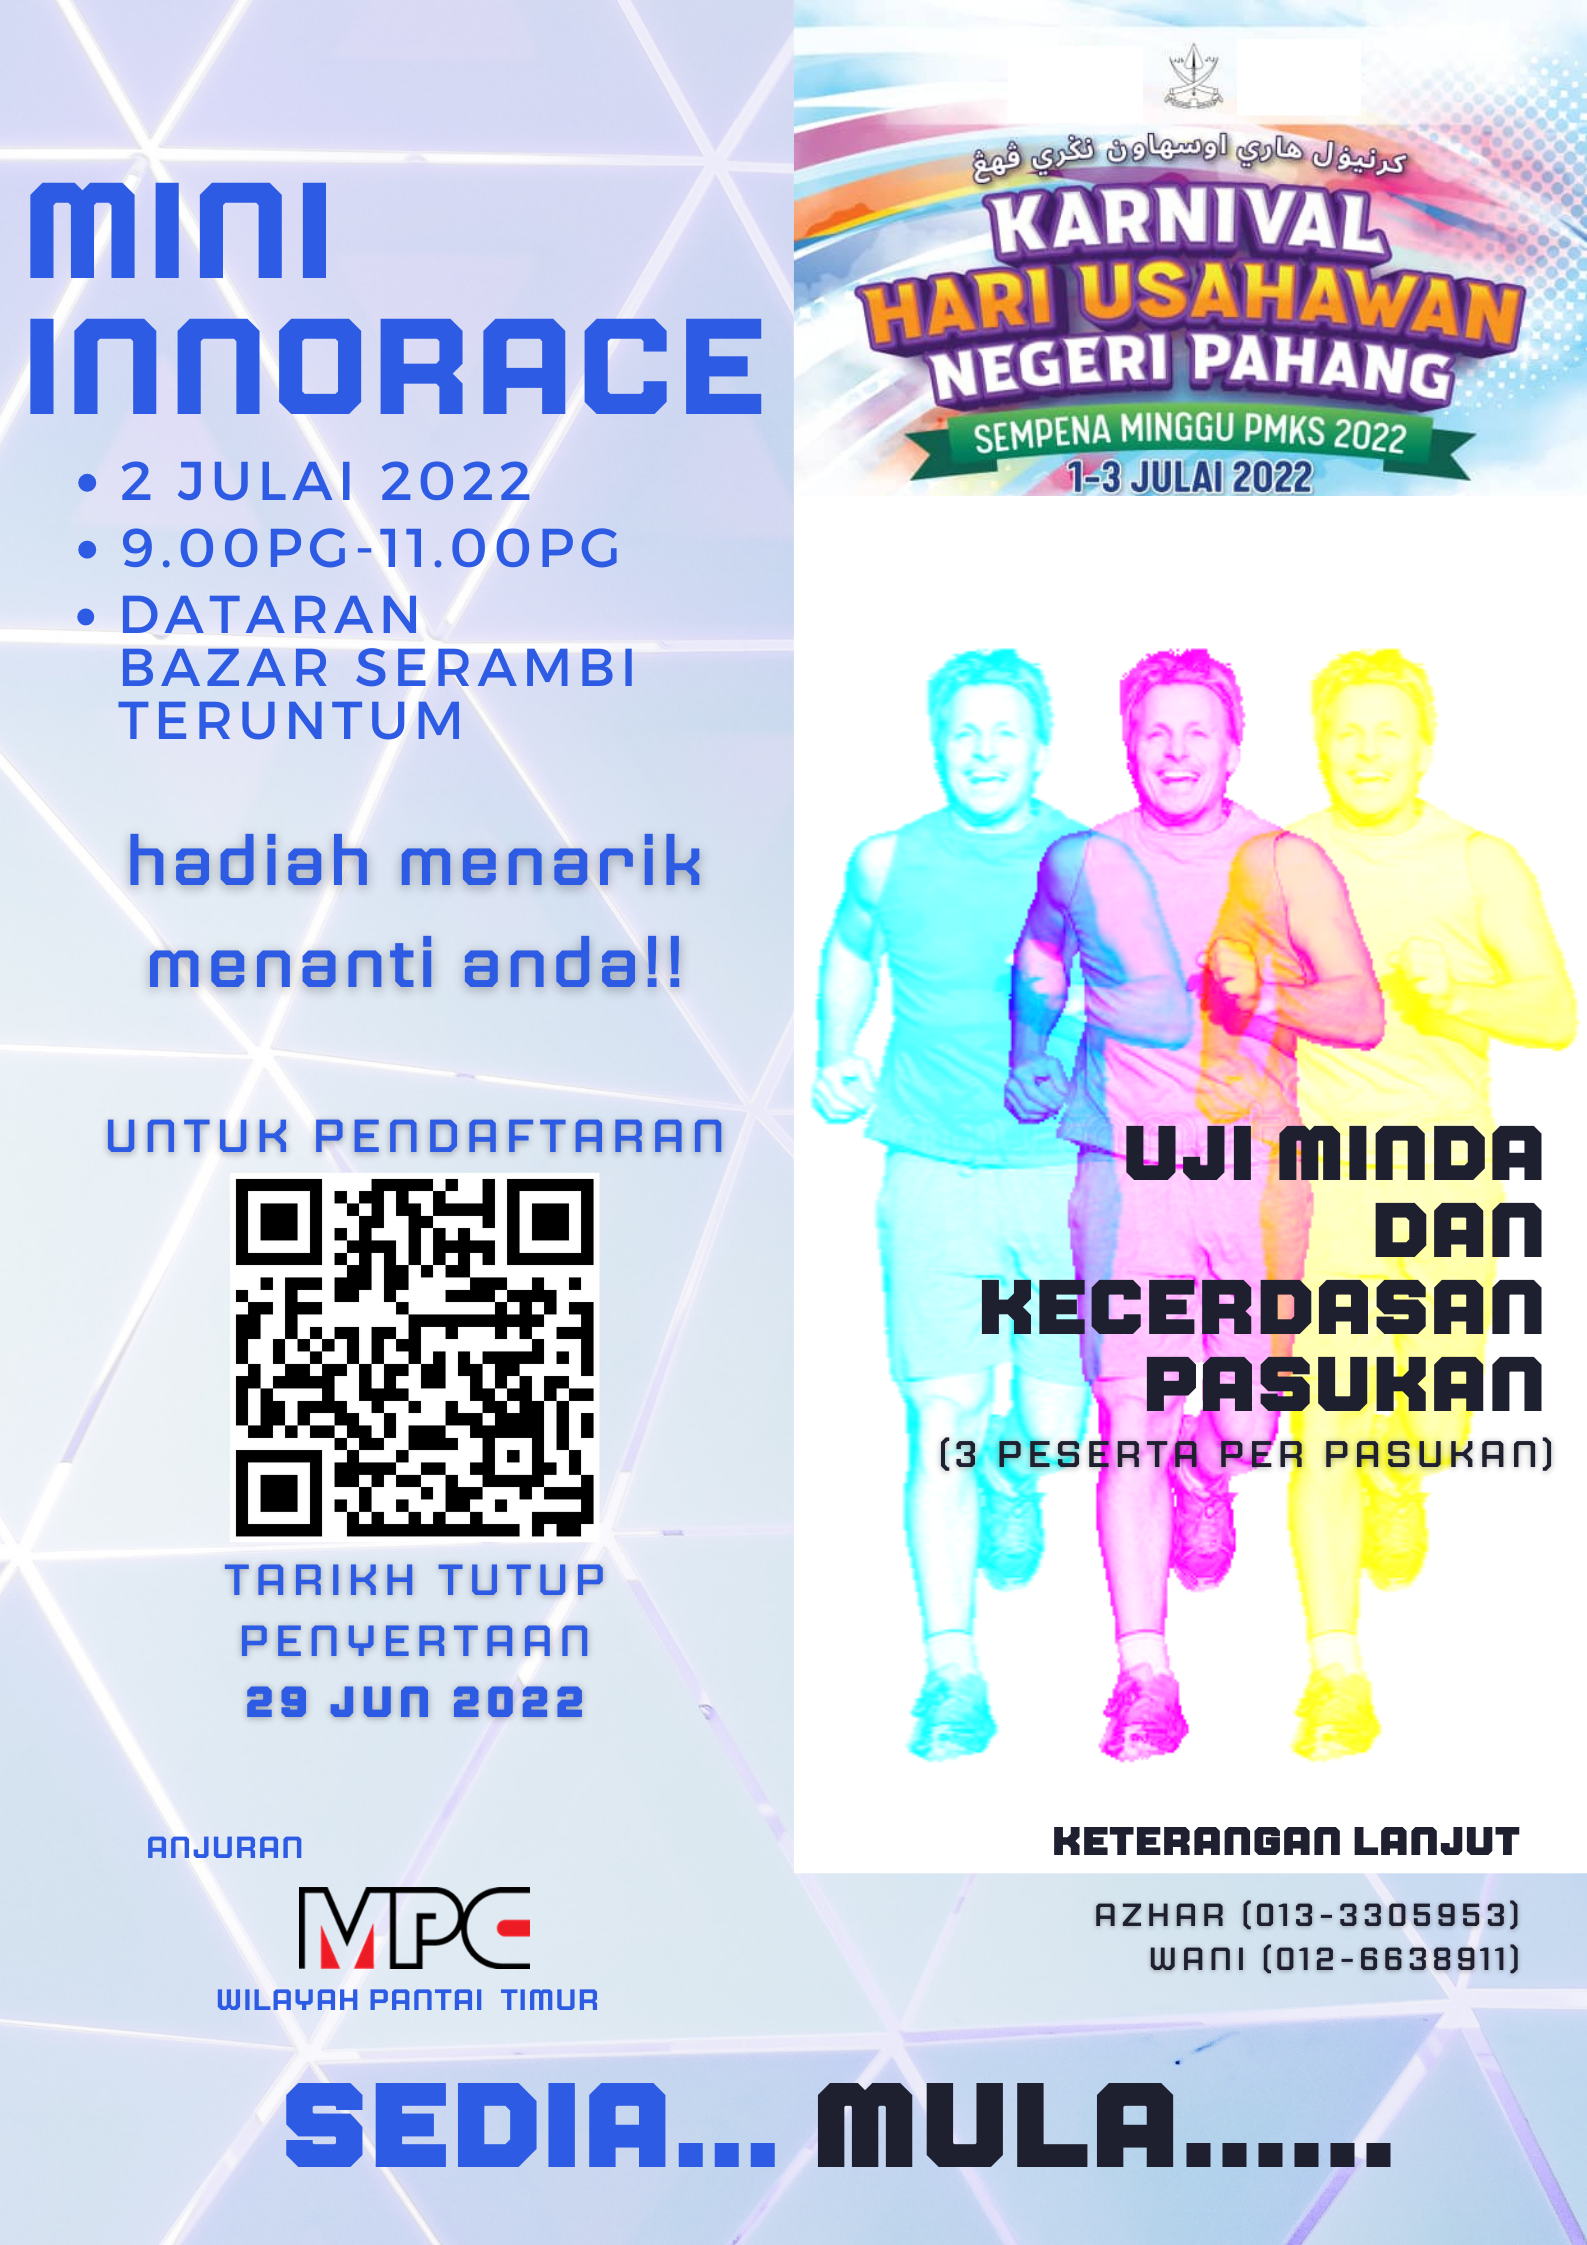 MINI
INNORACE
• 2 JULAI 2022
• 9.00PG-11.00PG
• DATARAN
BAZAR SERAMBI
TERUNTUM
hadiah menarik
menanti anda!!
UNTUK PENDAFTARAN
TARIKH TUTUP
PENYERTAAN
29 JUN 2022
ANJURAN
MPC
WILAYAH PANTAI TIMUR
كرنيۏل هاري اوسهاون نڬري ڤهڠ
KARNIVAL
HARI USAHAWAN
NEGERI PAHANG
SEMPENA MINGGU PMKS 2022
1-3 JULAI 2022
UJI MINDA
DAN
KECERDASAN
PASUKAN
(3 PESERTA PER PASUKAN)
KETERANGAN LANJUT
AZHAR (013-3305953)
WANI (012-6638911)
SEDIA... MULA......